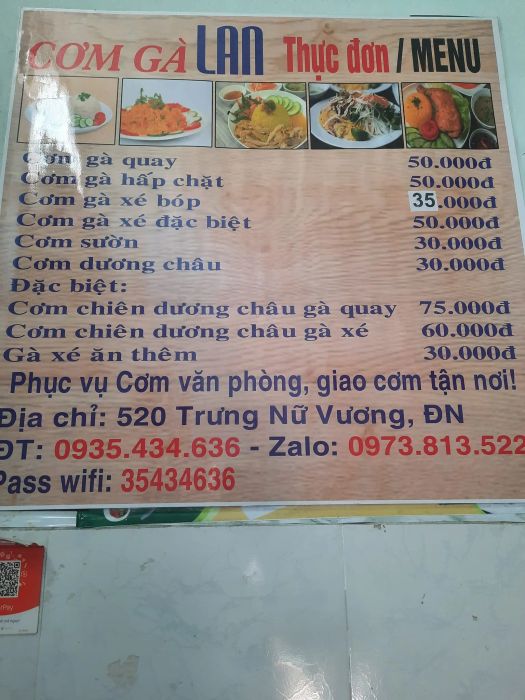 CƠM GÀ LAN Thực đơn / MENU
Cơm gà quay 50.000đ
Cơm gà hấp chặt 50.000đ
Cơm gà xé bóp 35.000đ
Cơm gà xé đặc biệt 50.000đ
Cơm sườn 30.000đ
Cơm dương châu 30.000đ
Đặc biệt:
Cơm chiên dương châu gà quay 75.000đ
Cơm chiên dương châu gà xé 60.000đ
Gà xé ăn thêm 30.000đ
Phục vụ Cơm văn phòng, giao cơm tận nơi!
Địa chỉ: 520 Trưng Nữ Vương, ĐN
ĐT: 0935.434.636 - Zalo: 0973.813.522
Pass wifi: 35434636